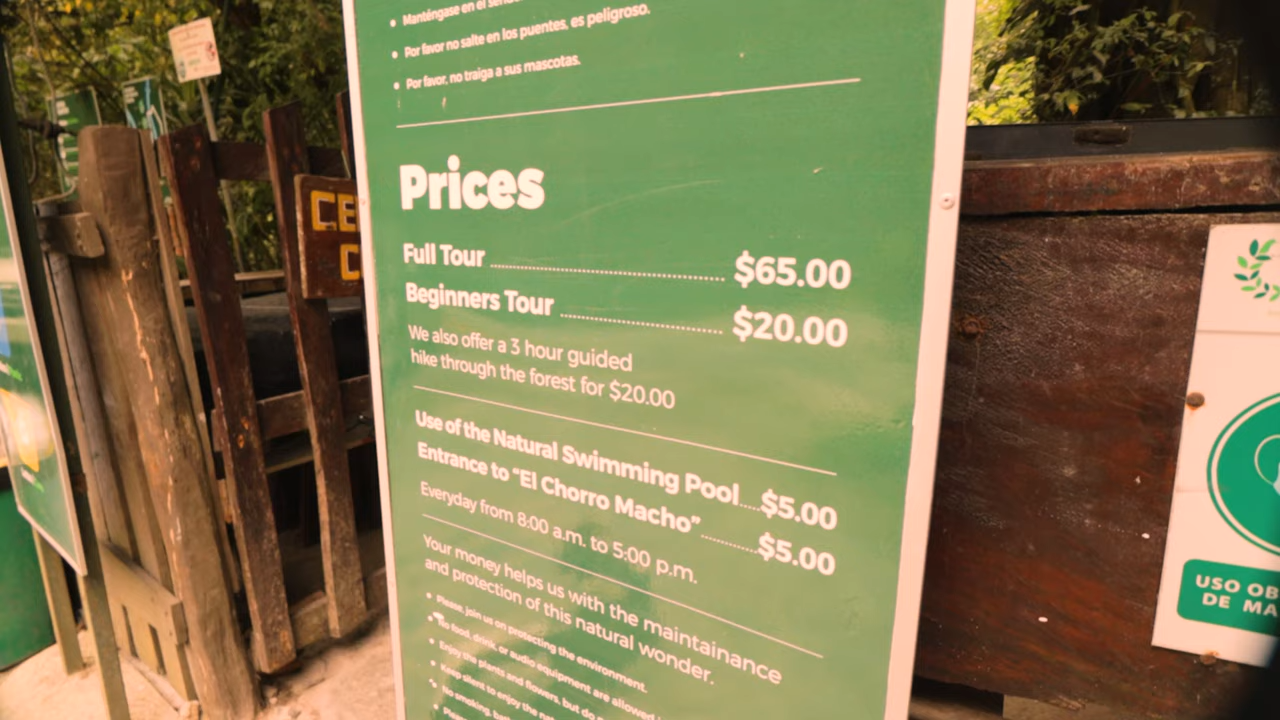 Manténgase en el
Por favor no salte en los puentes, es peligroso.
Por favor, no traiga a sus mascotas.
Prices
Full Tour ........ $65.00
Beginners Tour ........ $20.00
We also offer a 3 hour guided
hike through the forest for $20.00
Use of the Natural Swimming Pool....$5.00
Entrance to “El Chorro Macho” ........$5.00
Everyday from 8:00 a.m. to 5:00 p.m.
Your money helps us with the maintainance
and protection of this natural wonder.
Please, join us on protecting the environment.
No food, drink, or audio equipment are allowed
Enjoy the plants and flowers, but do
Keep silent to enjoy the
No smoking,
USO
DE